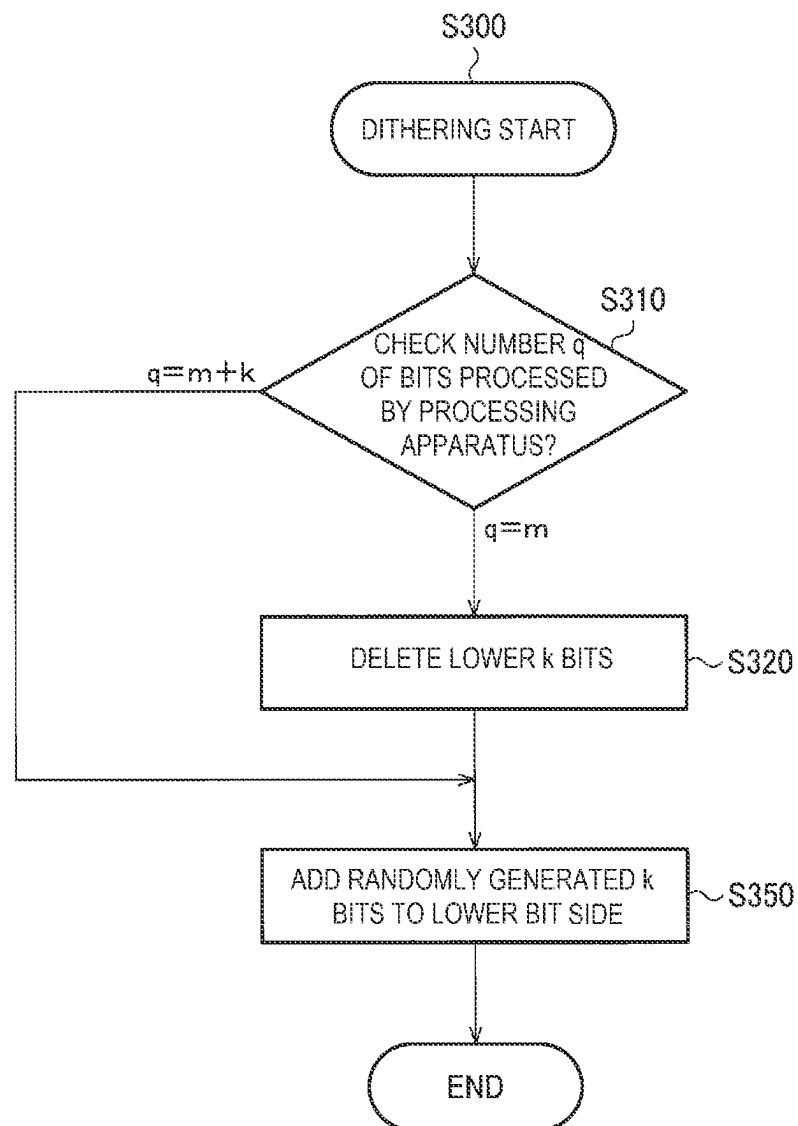 S300
DITHERING START
S310
CHECK NUMBER q
OF BITS PROCESSED
BY PROCESSING
APPARATUS?
q=m+k
q=m
DELETE LOWER k BITS
S320
ADD RANDOMLY GENERATED k
BITS TO LOWER BIT SIDE
S350
END